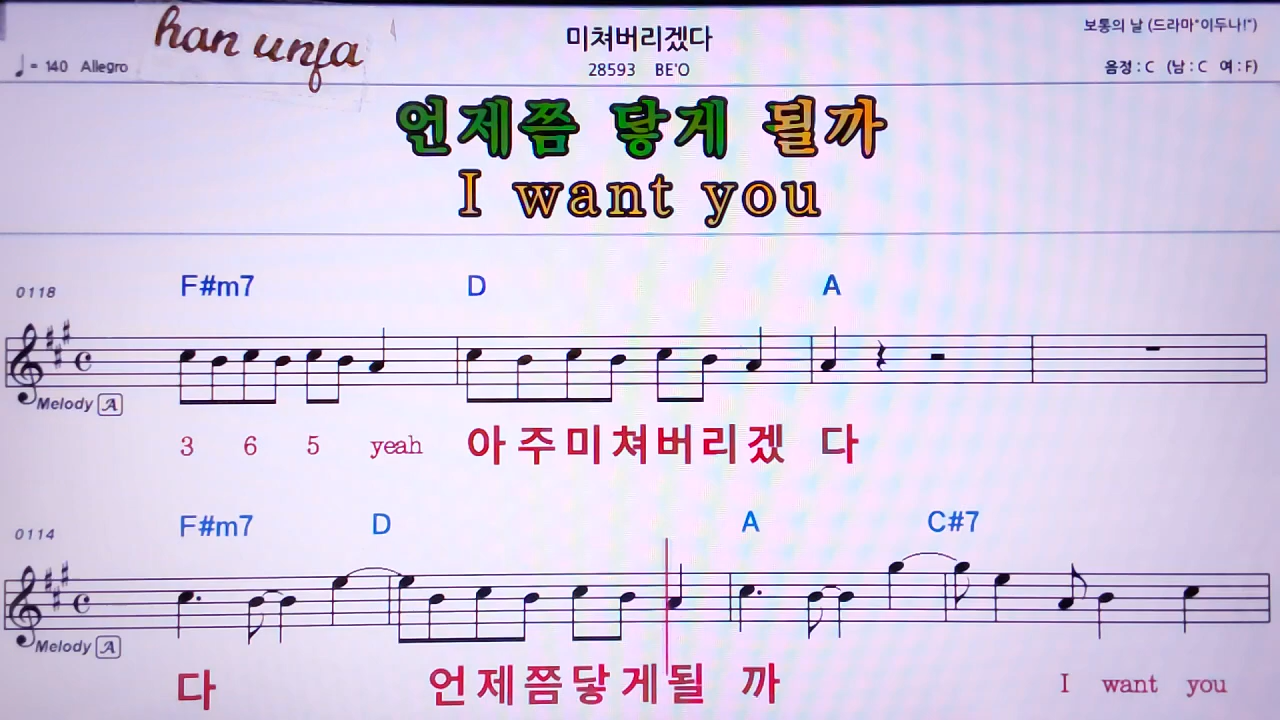 han unfa
미쳐버리겠다
보통의 날 (드라마"이두나!")
♩= 140 Allegro
28593 BE'O
음정 : C (남 : C 여 : F)
언제쯤 닿게 될까
I want you
0118 F#m7 D A
Melody A
3 6 5 yeah 아주미쳐버리겠 다
0114 F#m7 D A C#7
Melody A
다 언제쯤닿게될 까 I want you